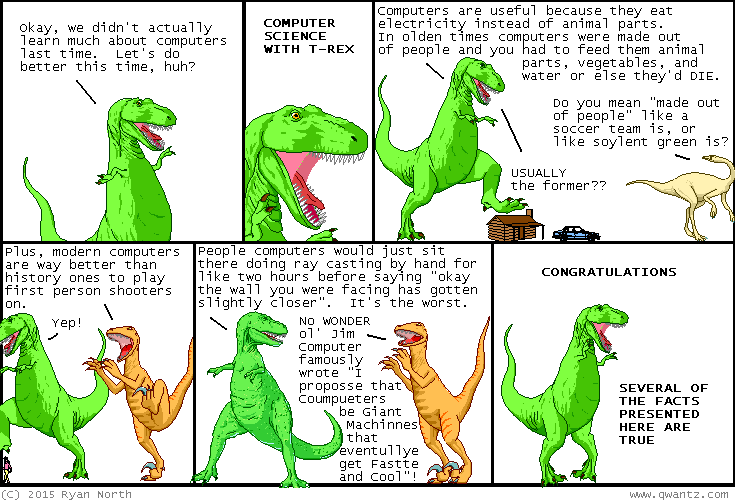 Okay, we didn't actually
learn much about computers
last time. Let's do
better this time, huh?
COMPUTER
SCIENCE
WITH T-REX
Computers are useful because they eat
electricity instead of animal parts.
In olden times computers were made out
of people and you had to feed them animal
parts, vegetables, and
water or else they'd DIE.
Do you mean "made out
of people" like a
soccer team is, or
like soylent green is?
USUALLY
the former??
Plus, modern computers
are way better than
history ones to play
first person shooters
on.
Yep!
People computers would just sit
there doing ray casting by hand for
like two hours before saying "okay
the wall you were facing has gotten
slightly closer". It's the worst.
NO WONDER
ol' Jim
Computer
famously
wrote "I
proposse that
Coumpueters
be Giant
Machinnes
that
eventullye
get Fastte
and Cool"!
CONGRATULATIONS
SEVERAL OF
THE FACTS
PRESENTED
HERE ARE
TRUE
(C) 2015 Ryan North
www.qwantz.com